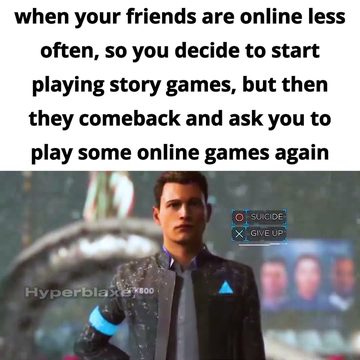 when your friends are online less
often, so you decide to start
playing story games, but then
they comeback and ask you to
play some online games again
SUICIDE
GIVE UP
Hyperblaxe
K800